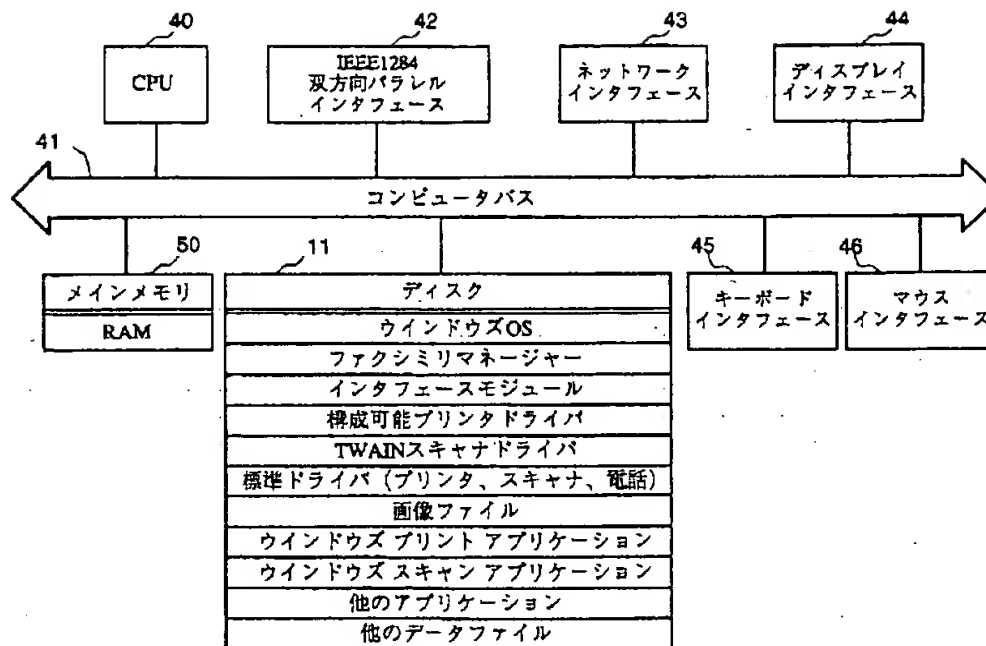 40
42
43
44
CPU
IEEE1284
双方向パラレル
インタフェース
ネットワーク
インタフェース
ディスプレイ
インタフェース
41
コンピュータバス
50
11
45
46
メインメモリ
RAM
ディスク
ウインドウズOS
ファクシミリマネージャー
インタフェースモジュール
構成可能プリンタドライバ
TWAINスキャナドライバ
標準ドライバ（プリンタ、スキャナ、電話）
画像ファイル
ウインドウズ プリント アプリケーション
ウインドウズ スキャン アプリケーション
他のアプリケーション
他のデータファイル
キーボード
インタフェース
マウス
インタフェース